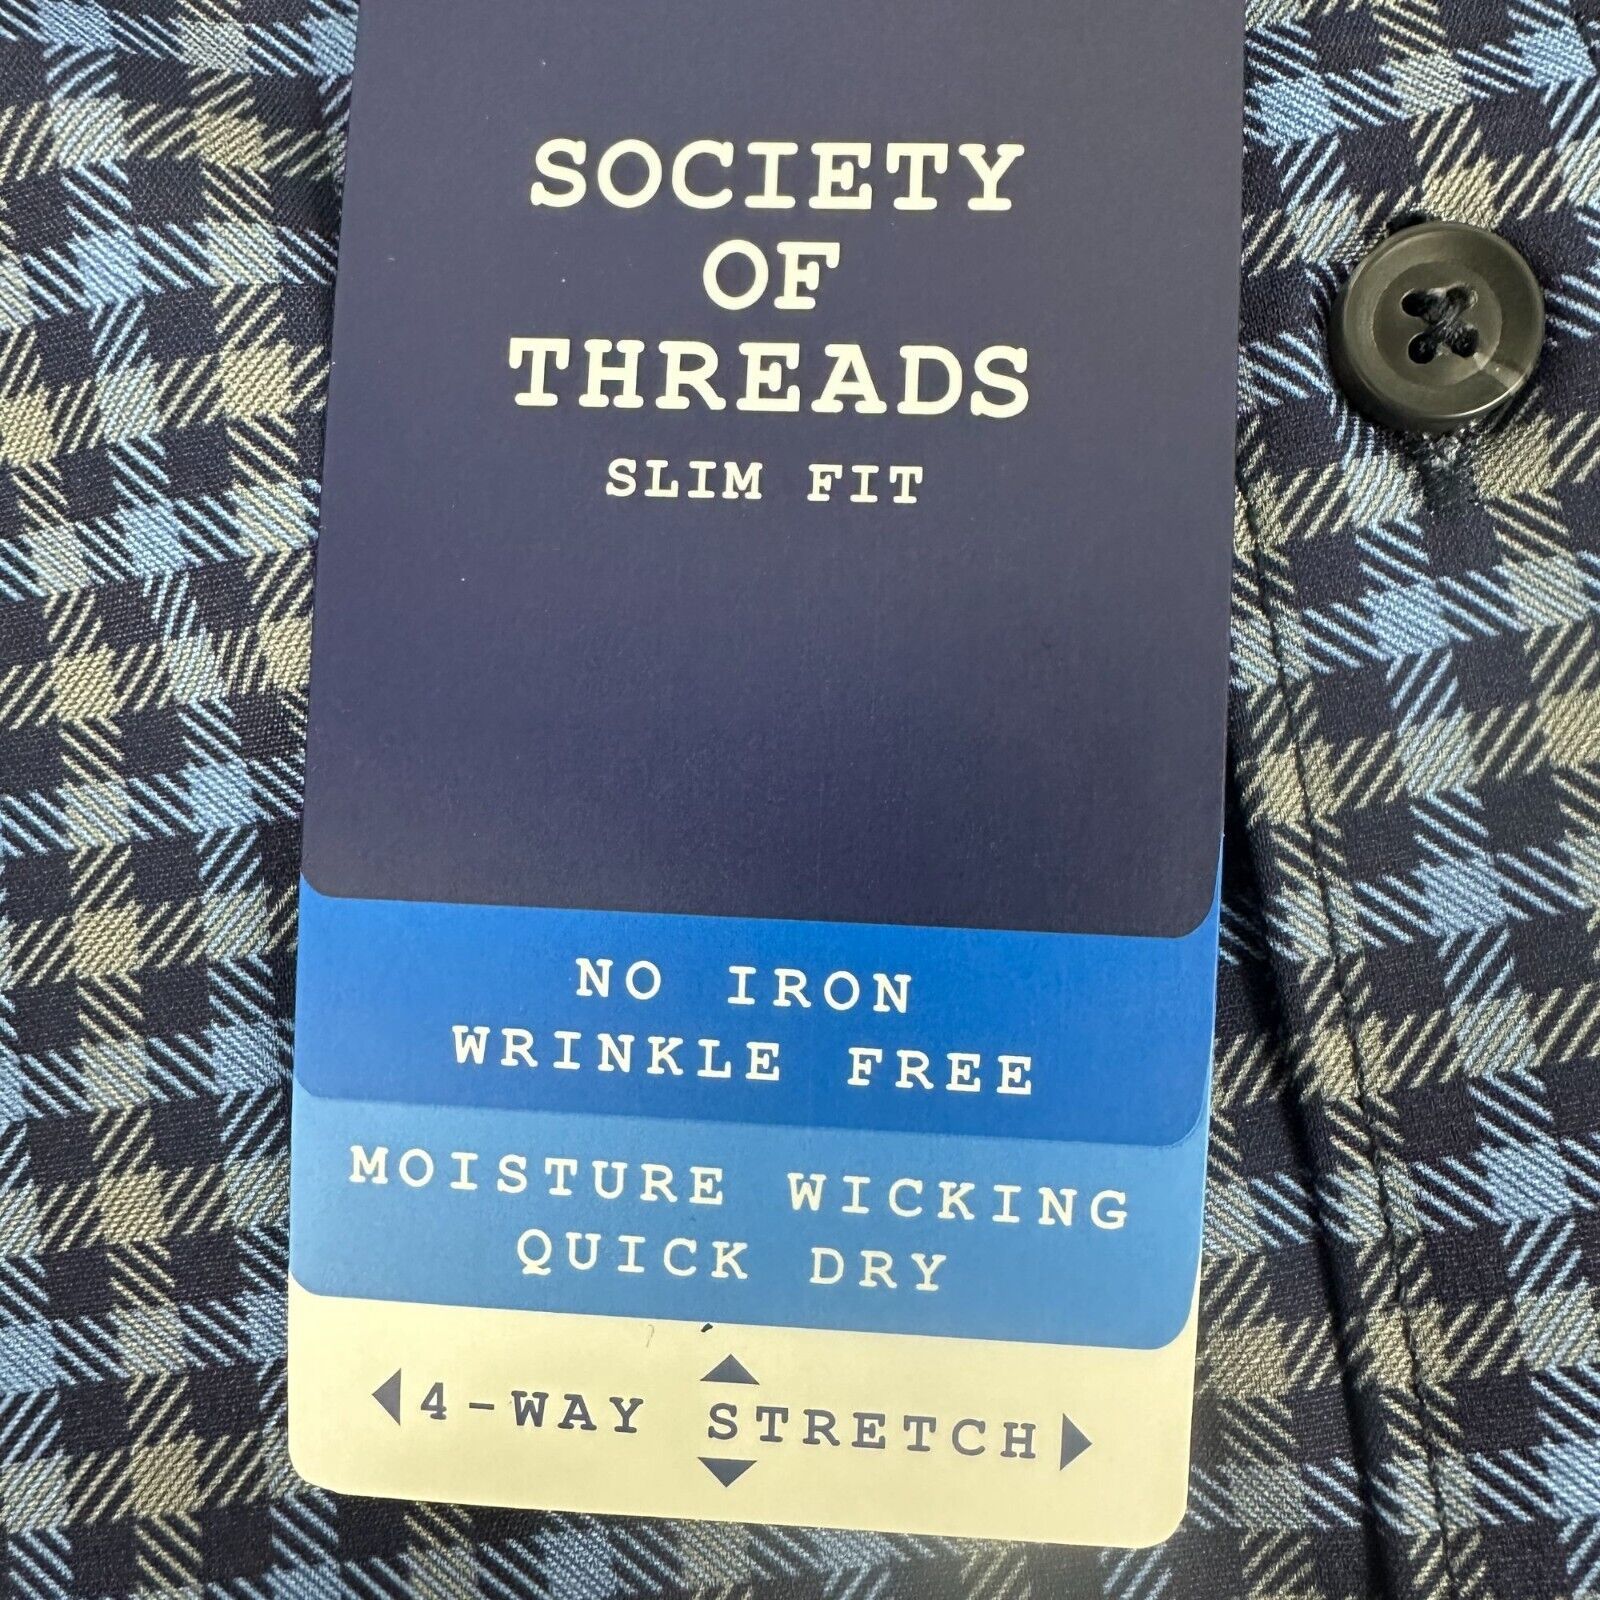 SOCIETY
OF
THREADS
SLIM FIT
NO IRON
WRINKLE FREE
MOISTURE WICKING
QUICK DRY
4-WAY STRETCH